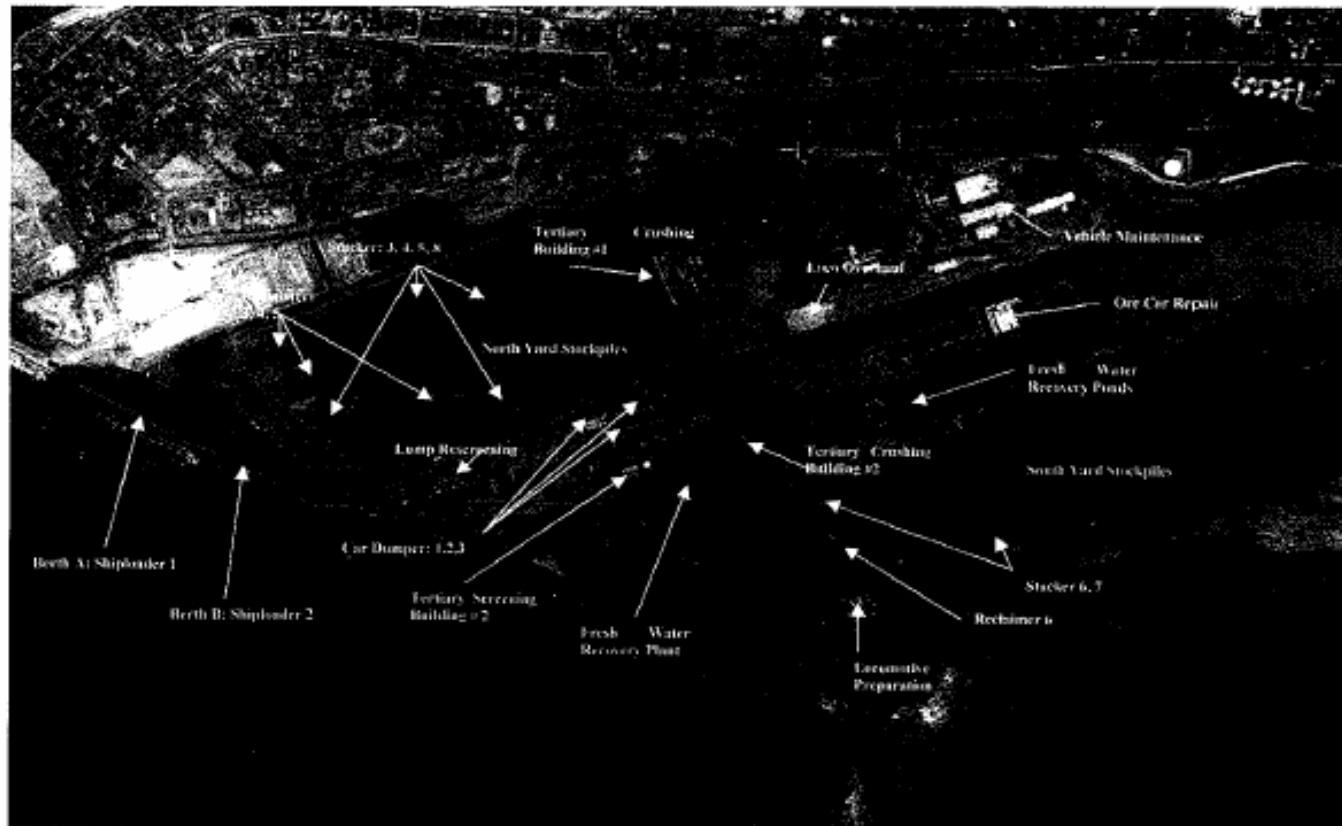 Stacker: 3, 4, 5, 8
Tertiary Crushing
Building #1
Vehicle Maintenance
Loco Overhaul
Ore Car Repair
North Yard Stockpiles
Fresh Water
Recovery Ponds
Lump Rescreening
Tertiary Crushing
Building #2
South Yard Stockpiles
Car Dumper: 1,2,3
Berth A: Shiploader 1
Stacker 6, 7
Tertiary Screening
Building #2
Berth B: Shiploader 2
Reclaimer 6
Fresh Water
Recovery Plant
Locomotive
Preparation